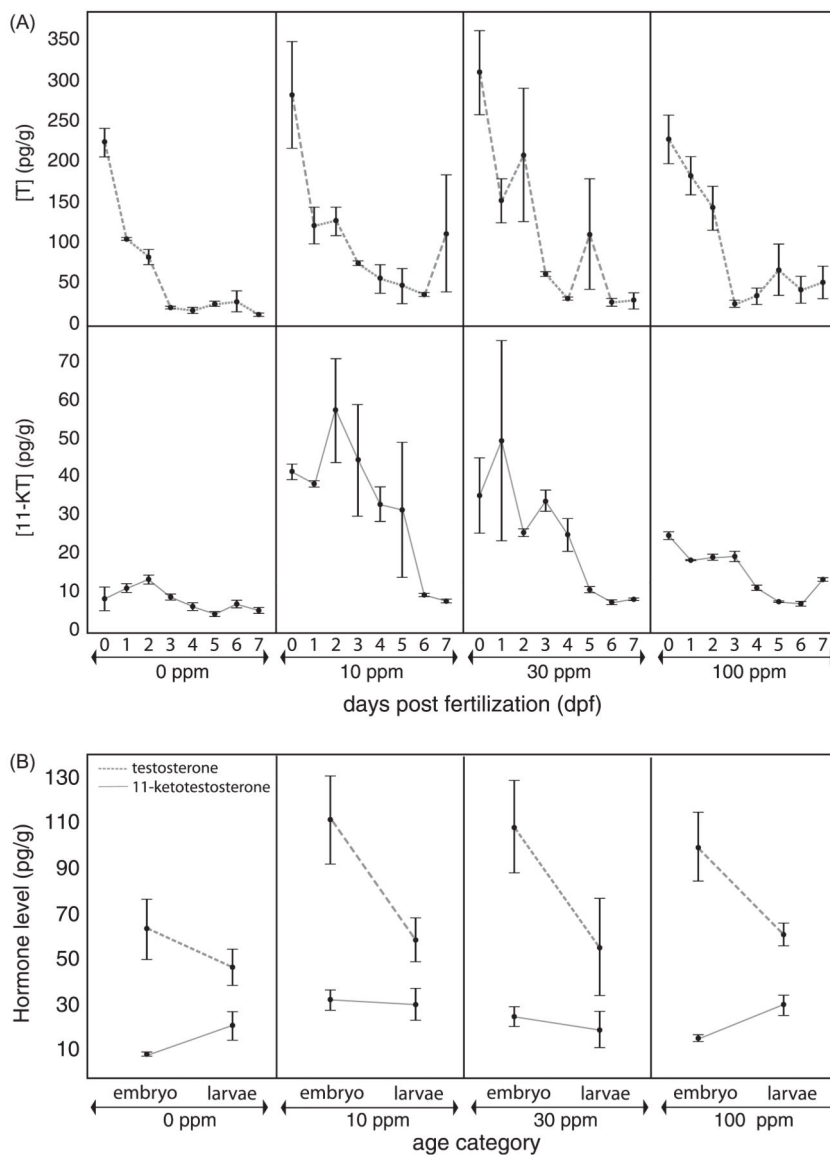 (A)
[T] (pg/g)
350
300
250
200
150
100
50
0
[11-KT] (pg/g)
70
60
50
40
30
20
10
0
0 1 2 3 4 5 6 7 0 1 2 3 4 5 6 7 0 1 2 3 4 5 6 7 0 1 2 3 4 5 6 7
0 ppm 10 ppm 30 ppm 100 ppm
days post fertilization (dpf)
(B)
testosterone
11-ketotestosterone
Hormone level (pg/g)
130
110
90
70
50
30
10
embryo larvae embryo larvae embryo larvae embryo larvae
0 ppm 10 ppm 30 ppm 100 ppm
age category